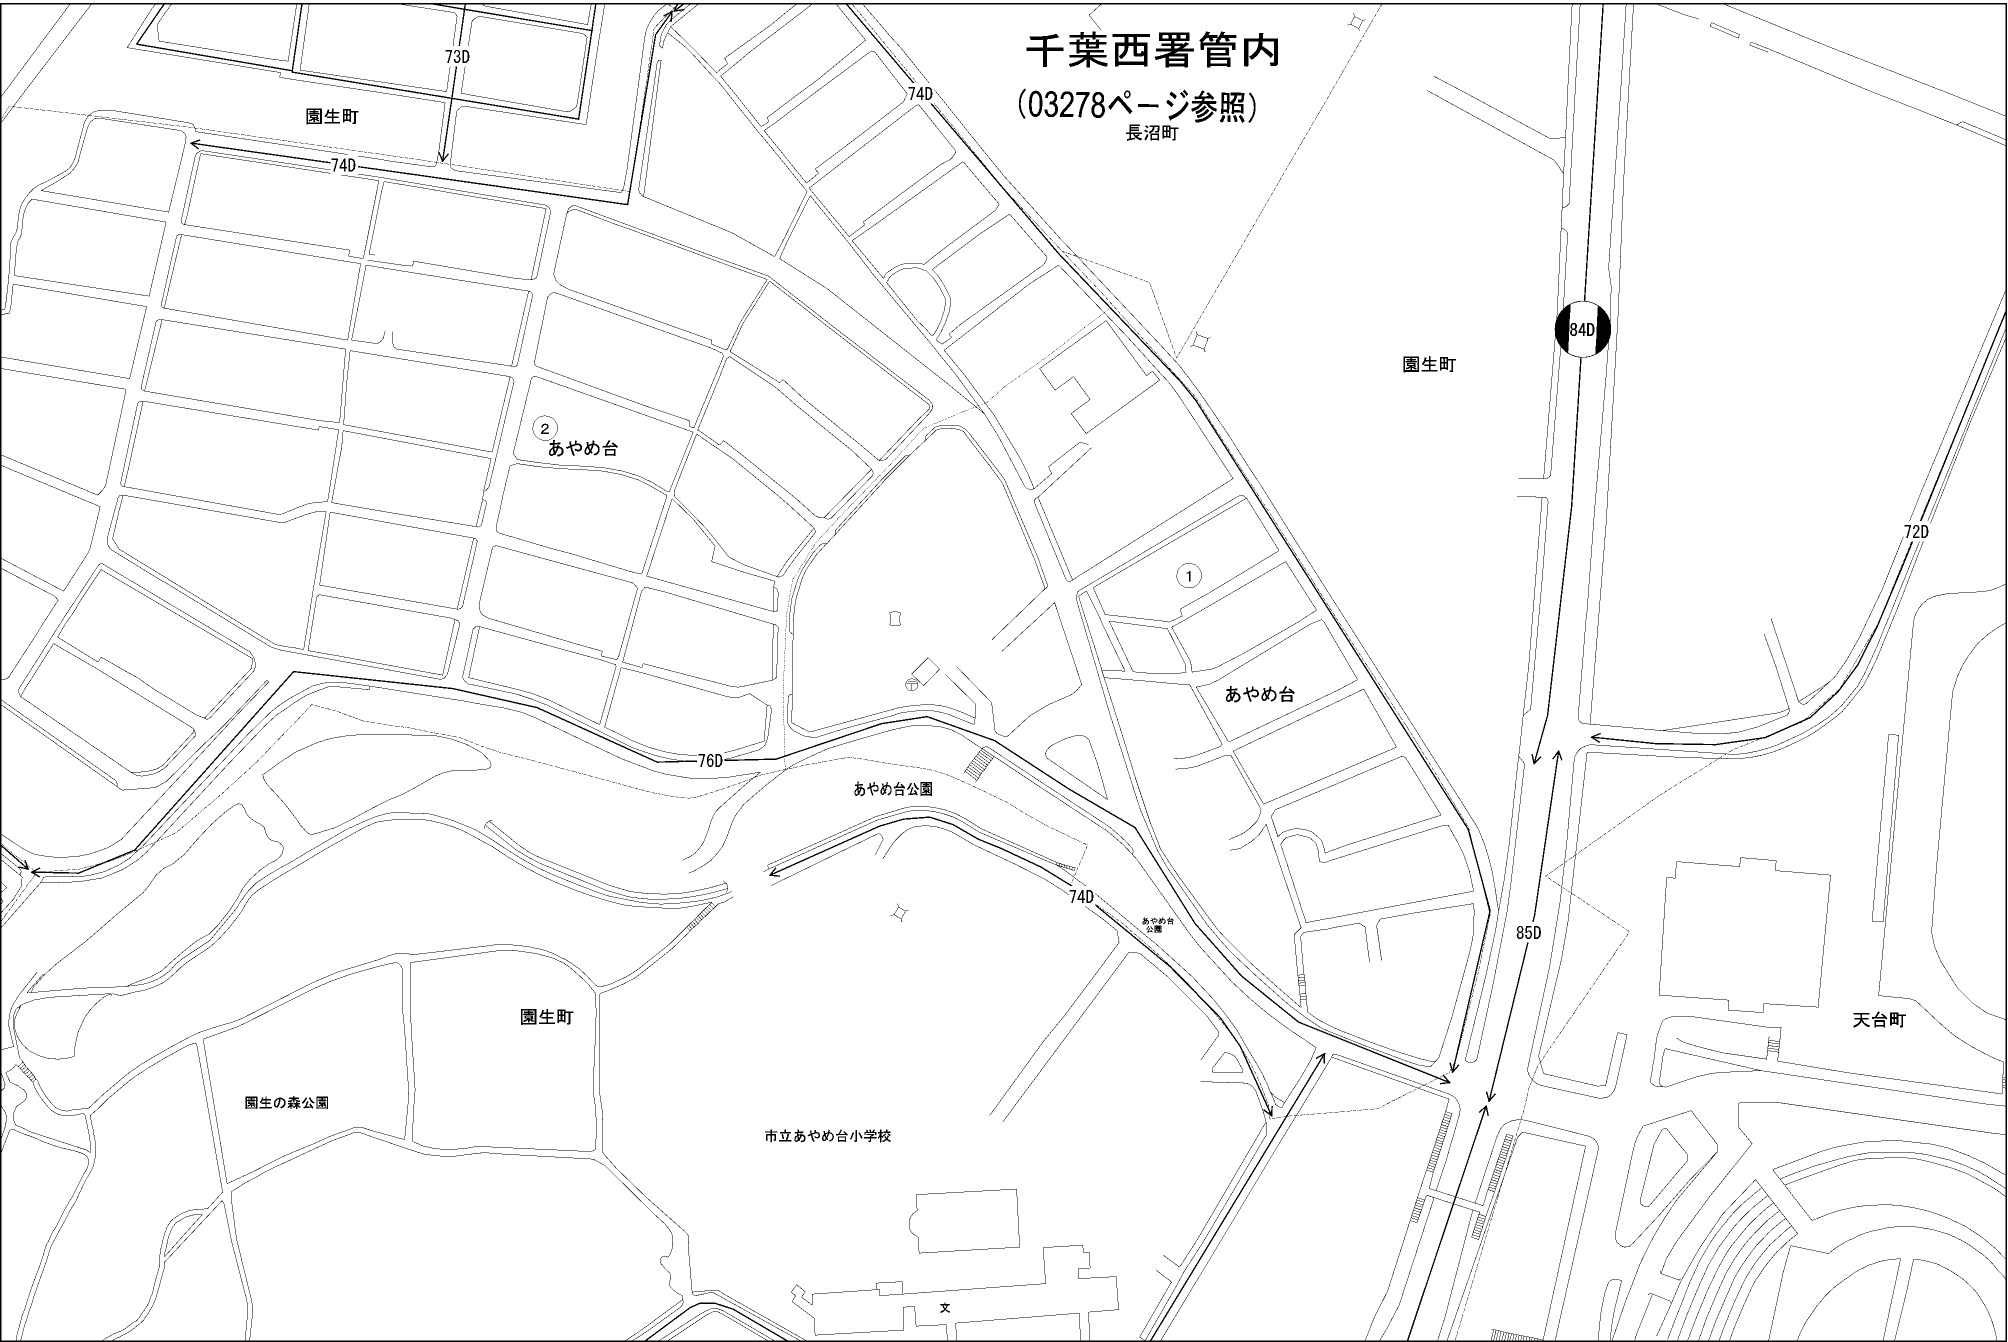 千葉西署管内
(03278ページ参照)
長沼町
73D
74D
園生町
74D
84D
園生町
2
あやめ台
72D
1
あやめ台
76D
あやめ台公園
74D
あやめ台
公園
85D
園生町
天台町
園生の森公園
市立あやめ台小学校
文